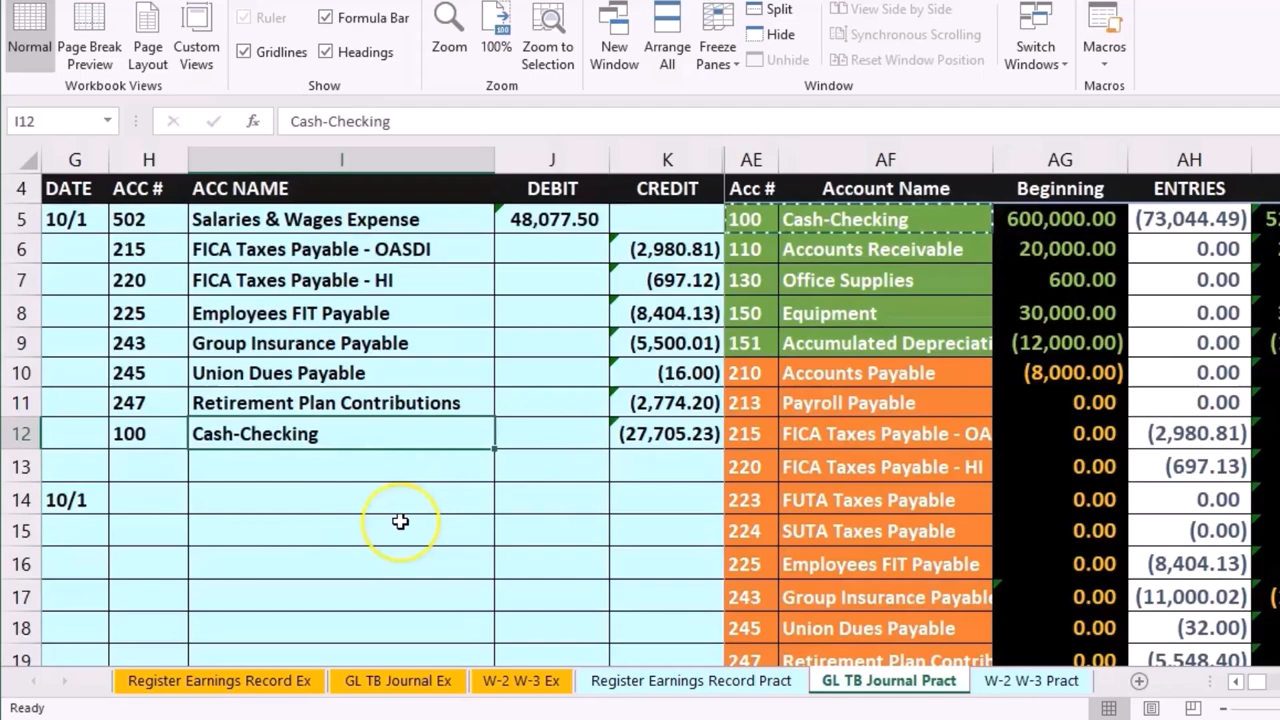 Normal Page Break Preview Page Layout Custom Views
Ruler Formula Bar
Gridlines Headings
Zoom 100% Zoom to Selection
New Window Arrange All Freeze Panes
Split
Hide
Unhide
View Side by Side
Synchronous Scrolling
Reset Window Position
Switch Windows Macros
Workbook Views Show Zoom Window Macros
I12 fx Cash-Checking
G H I J K AE AF AG AH
4 DATE ACC # ACC NAME DEBIT CREDIT Acc # Account Name Beginning ENTRIES
5 10/1 502 Salaries & Wages Expense 48,077.50 100 Cash-Checking 600,000.00 (73,044.49)
6 215 FICA Taxes Payable - OASDI (2,980.81) 110 Accounts Receivable 20,000.00 0.00
7 220 FICA Taxes Payable - HI (697.12) 130 Office Supplies 600.00 0.00
8 225 Employees FIT Payable (8,404.13) 150 Equipment 30,000.00 0.00
9 243 Group Insurance Payable (5,500.01) 151 Accumulated Depreciati (12,000.00) 0.00
10 245 Union Dues Payable (16.00) 210 Accounts Payable (8,000.00) 0.00
11 247 Retirement Plan Contributions (2,774.20) 213 Payroll Payable 0.00 0.00
12 100 Cash-Checking (27,705.23) 215 FICA Taxes Payable - OA 0.00 (2,980.81)
13 220 FICA Taxes Payable - HI 0.00 (697.13)
14 10/1 223 FUTA Taxes Payable 0.00 0.00
15 224 SUTA Taxes Payable 0.00 (0.00)
16 225 Employees FIT Payable 0.00 (8,404.13)
17 243 Group Insurance Payable 0.00 (11,000.02)
18 245 Union Dues Payable 0.00 (32.00)
19 247 Retirement Plan Contrib 0.00 (5,548.40)
Register Earnings Record Ex GL TB Journal Ex W-2 W-3 Ex Register Earnings Record Pract GL TB Journal Pract W-2 W-3 Pract
Ready